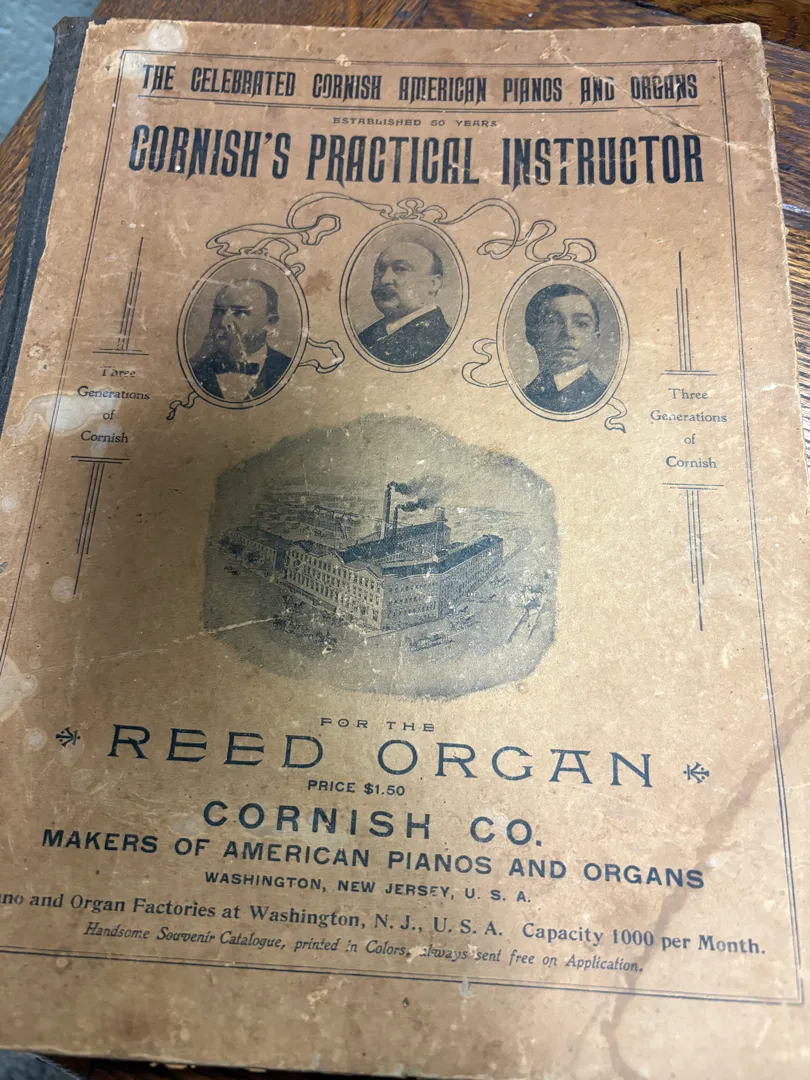 THE CELEBRATED CORNISH AMERICAN PIANOS AND ORGANS
ESTABLISHED 50 YEARS
CORNISH'S PRACTICAL INSTRUCTOR
Three
Generations
of
Cornish
Three
Generations
of
Cornish
FOR THE
REED ORGAN
PRICE $1.50
CORNISH CO.
MAKERS OF AMERICAN PIANOS AND ORGANS
WASHINGTON, NEW JERSEY, U. S. A.
no and Organ Factories at Washington, N. J., U. S. A. Capacity 1000 per Month.
Handsome Souvenir Catalogue, printed in Colors, always sent free on Application.